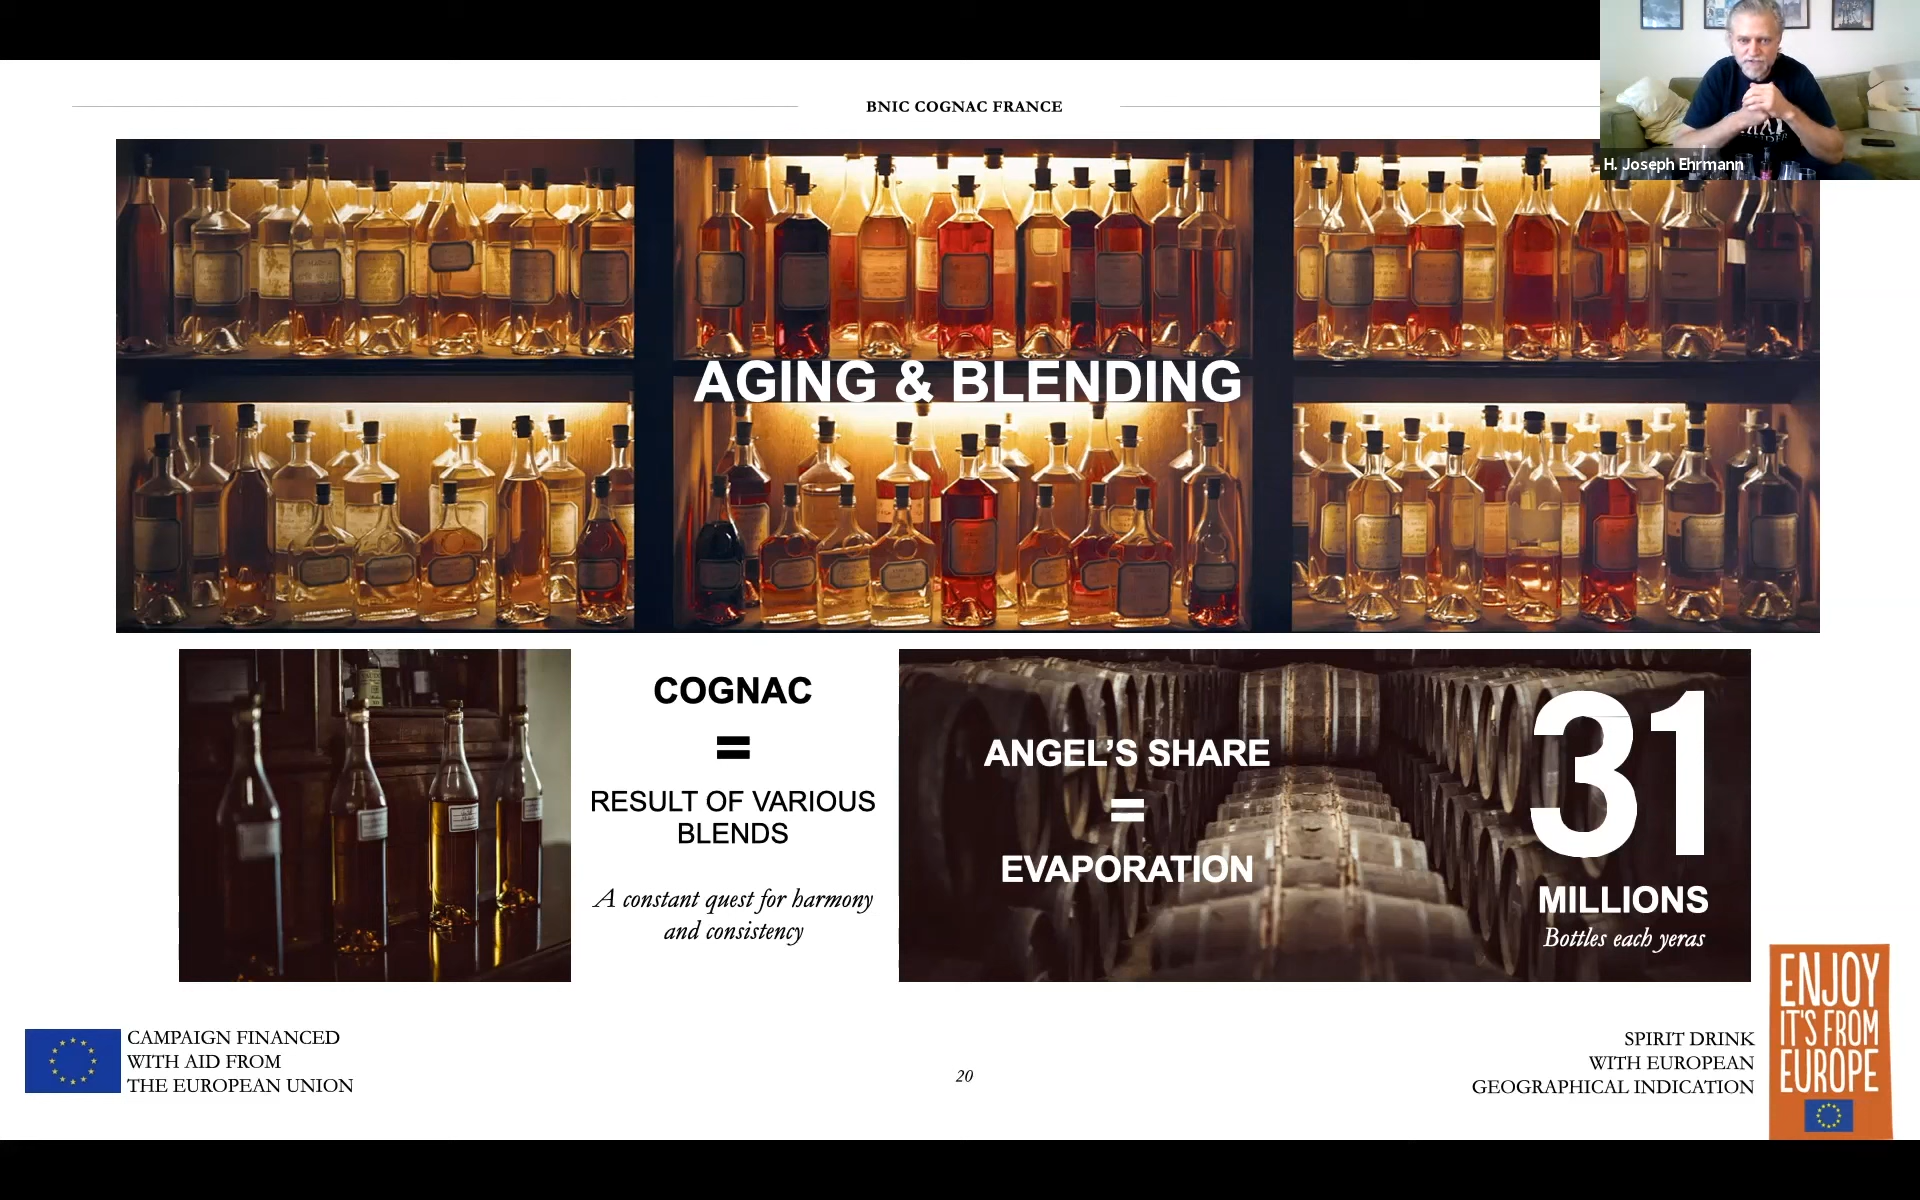 BNIC COGNAC FRANCE
H. Joseph Ehrmann
AGING & BLENDING
COGNAC
=
RESULT OF VARIOUS
BLENDS
A constant quest for harmony
and consistency
ANGEL’S SHARE
=
EVAPORATION
31
MILLIONS
Bottles each yeras
CAMPAIGN FINANCED
WITH AID FROM
THE EUROPEAN UNION
20
SPIRIT DRINK
WITH EUROPEAN
GEOGRAPHICAL INDICATION
ENJOY
IT'S FROM
EUROPE